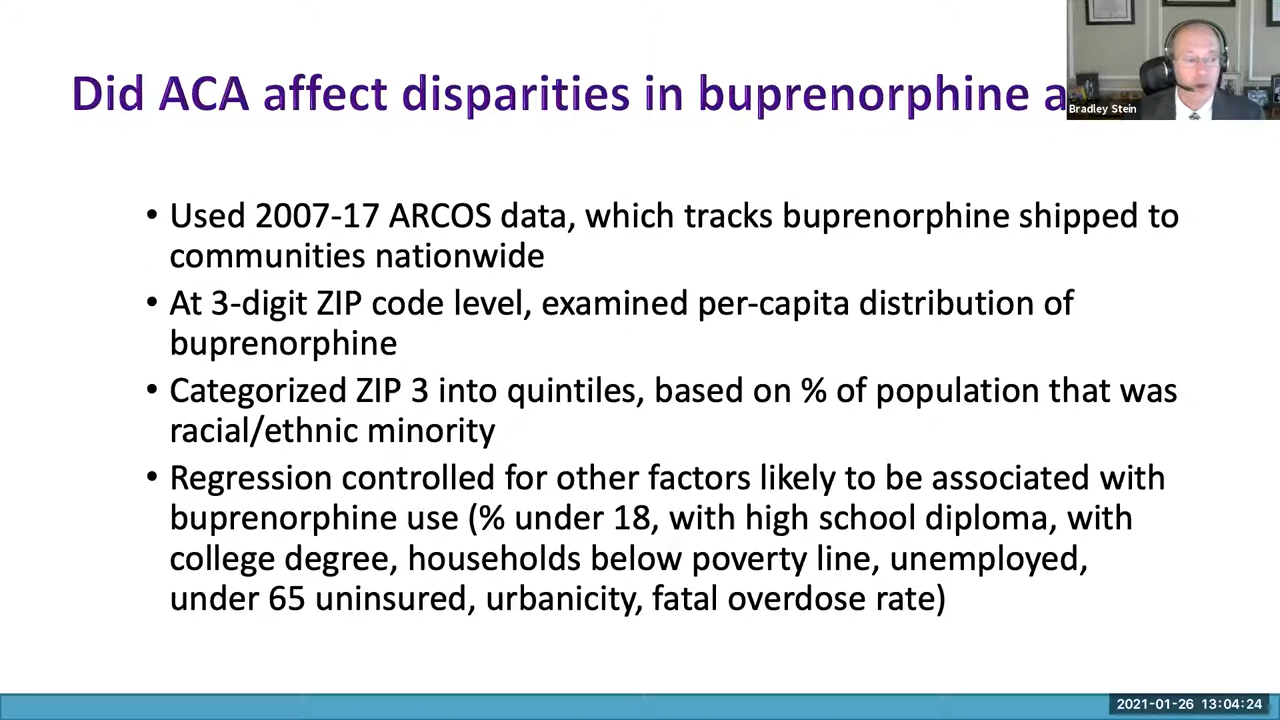 Did ACA affect disparities in buprenorphine
Bradley Stein
• Used 2007-17 ARCOS data, which tracks buprenorphine shipped to
communities nationwide
• At 3-digit ZIP code level, examined per-capita distribution of
buprenorphine
• Categorized ZIP 3 into quintiles, based on % of population that was
racial/ethnic minority
• Regression controlled for other factors likely to be associated with
buprenorphine use (% under 18, with high school diploma, with
college degree, households below poverty line, unemployed,
under 65 uninsured, urbanicity, fatal overdose rate)
2021-01-26 13:04:24